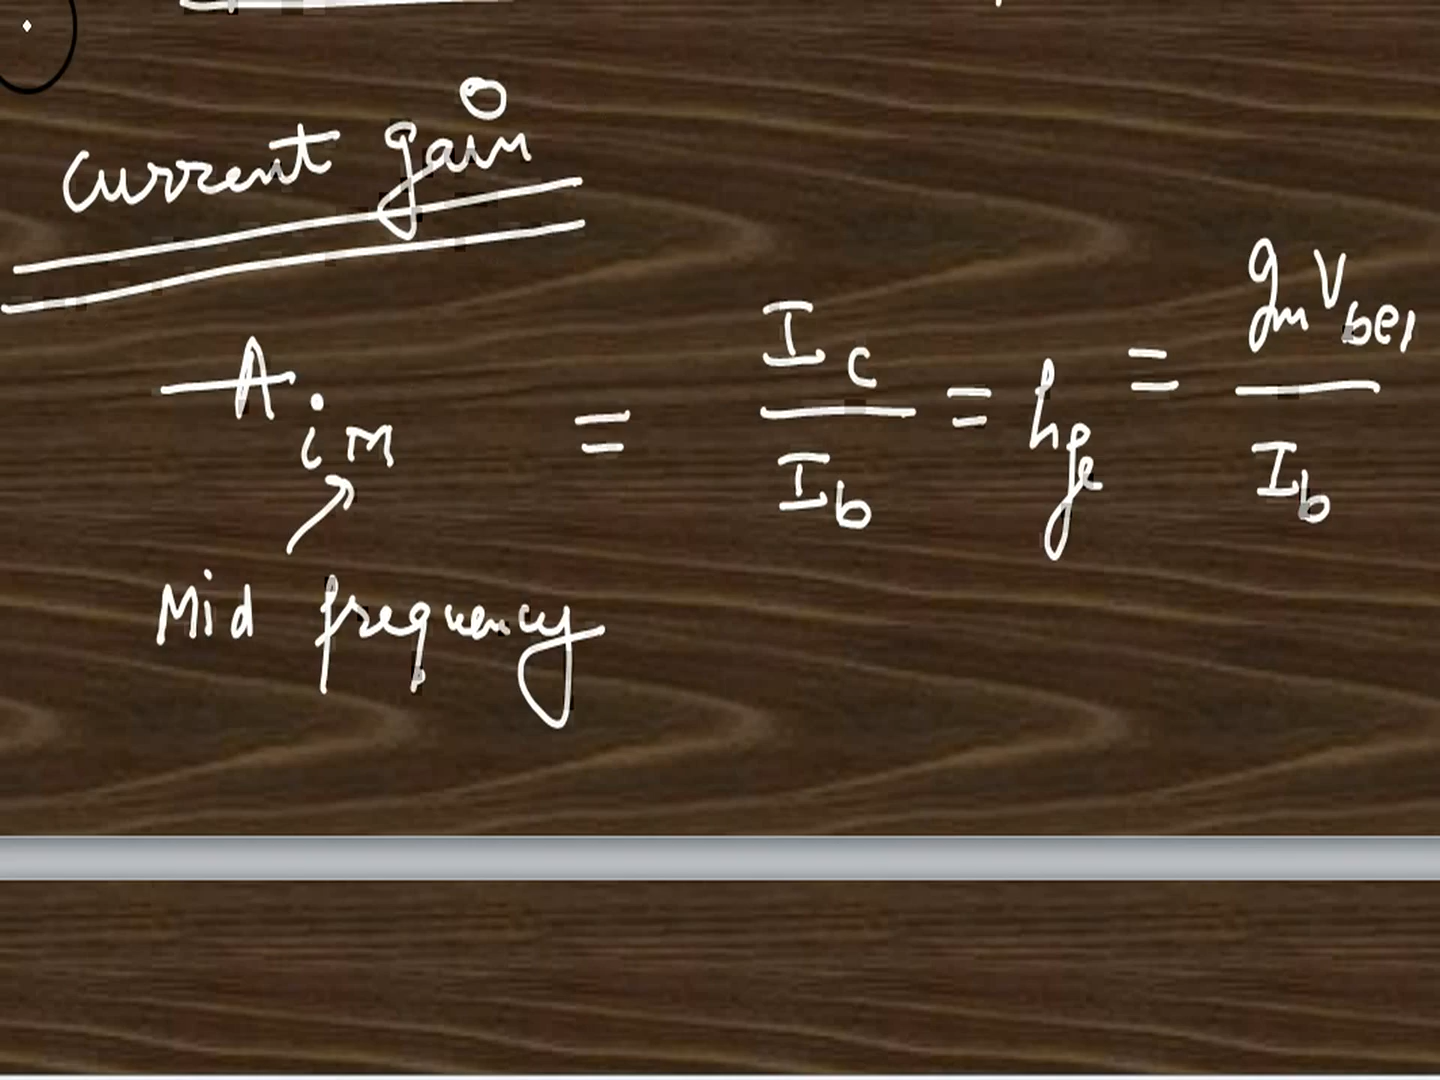 Current gain
A_iM = I_c / I_b = h_fe = g_m V_be1 / I_b
Mid frequency